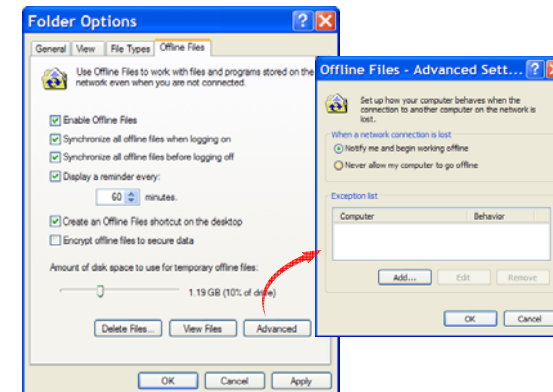 Folder Options
General View File Types Offline Files
Use Offline Files to work with files and programs stored on the
network even when you are not connected.
Enable Offline Files
Synchronize all offline files when logging on
Synchronize all offline files before logging off
Display a reminder every:
60 minutes.
Create an Offline Files shortcut on the desktop
Encrypt offline files to secure data
Amount of disk space to use for temporary offline files:
1.19 GB (10% of drive)
Delete Files... View Files Advanced
OK Cancel Apply
Offline Files - Advanced Sett...
Set up how your computer behaves when the
connection to another computer on the network is
lost.
When a network connection is lost
Notify me and begin working offline
Never allow my computer to go offline
Exception list
Computer Behavior
Add... Edit Remove
OK Cancel